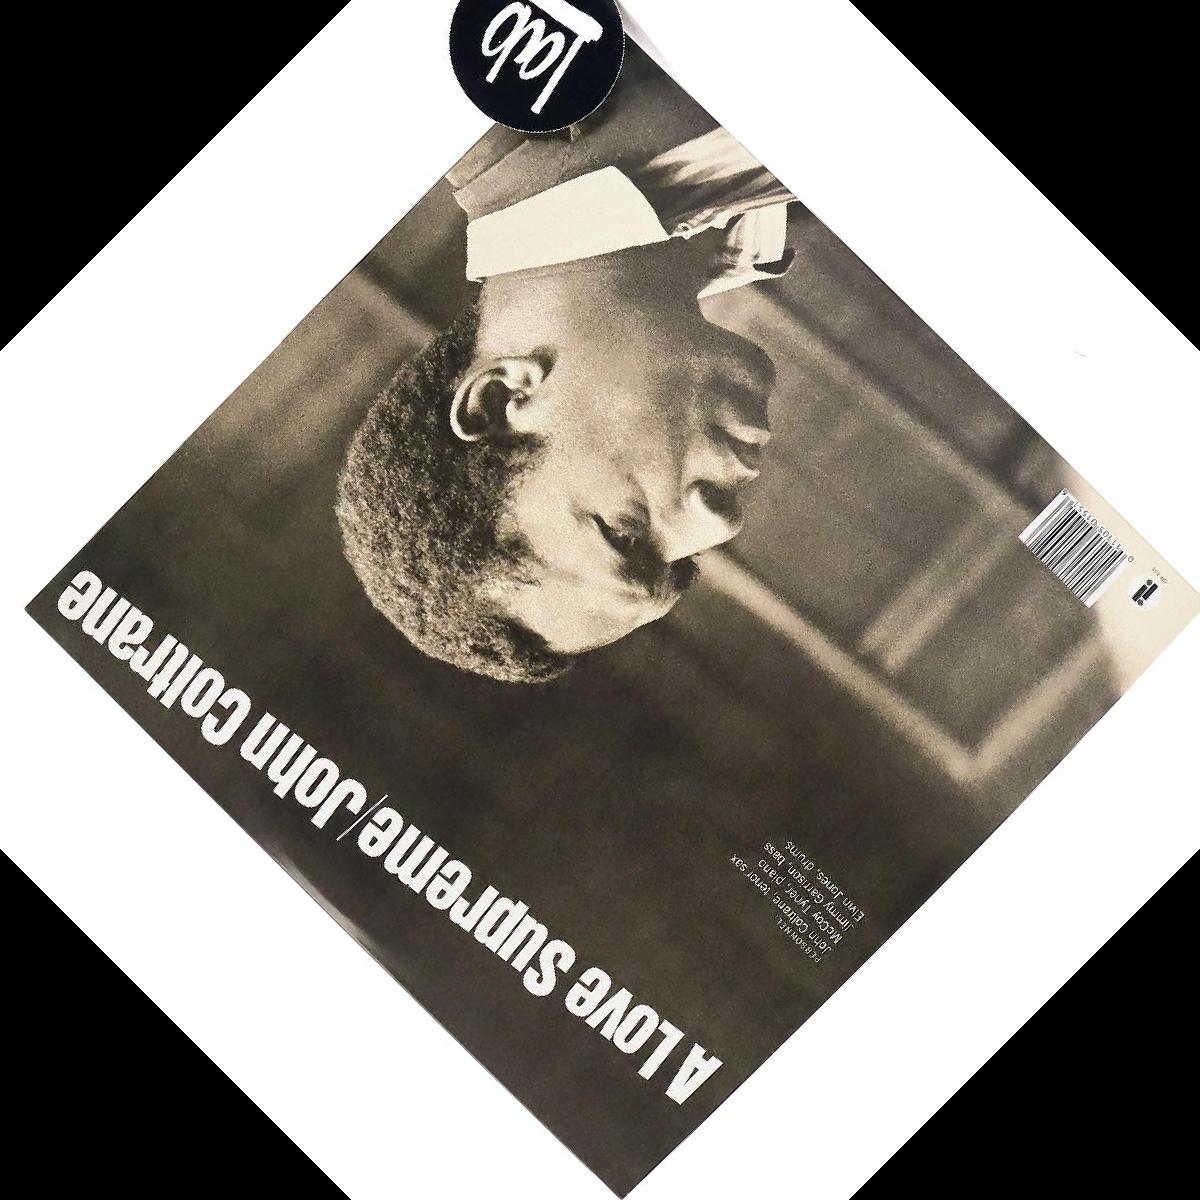 A Love Supreme/John Coltrane
PERSONNEL
John Coltrane, tenor sax
McCoy Tyner, piano
Jimmy Garrison, bass
Elvin Jones, drums
Lab